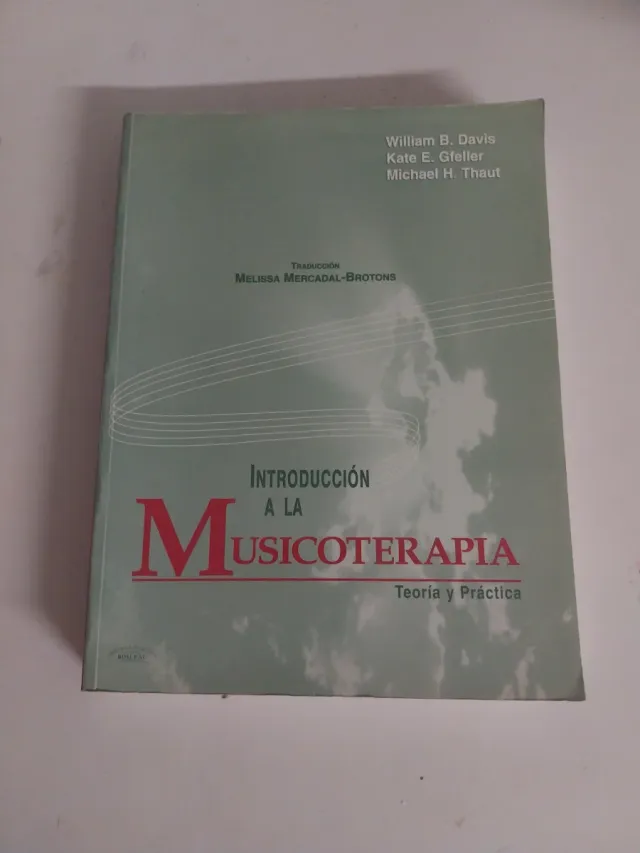 William B. Davis
Kate E. Gfeller
Michael H. Thaut
TRADUCCIÓN
MELISSA MERCADAL-BROTONS
INTRODUCCIÓN
A LA
MUSICOTERAPIA
Teoría y Práctica